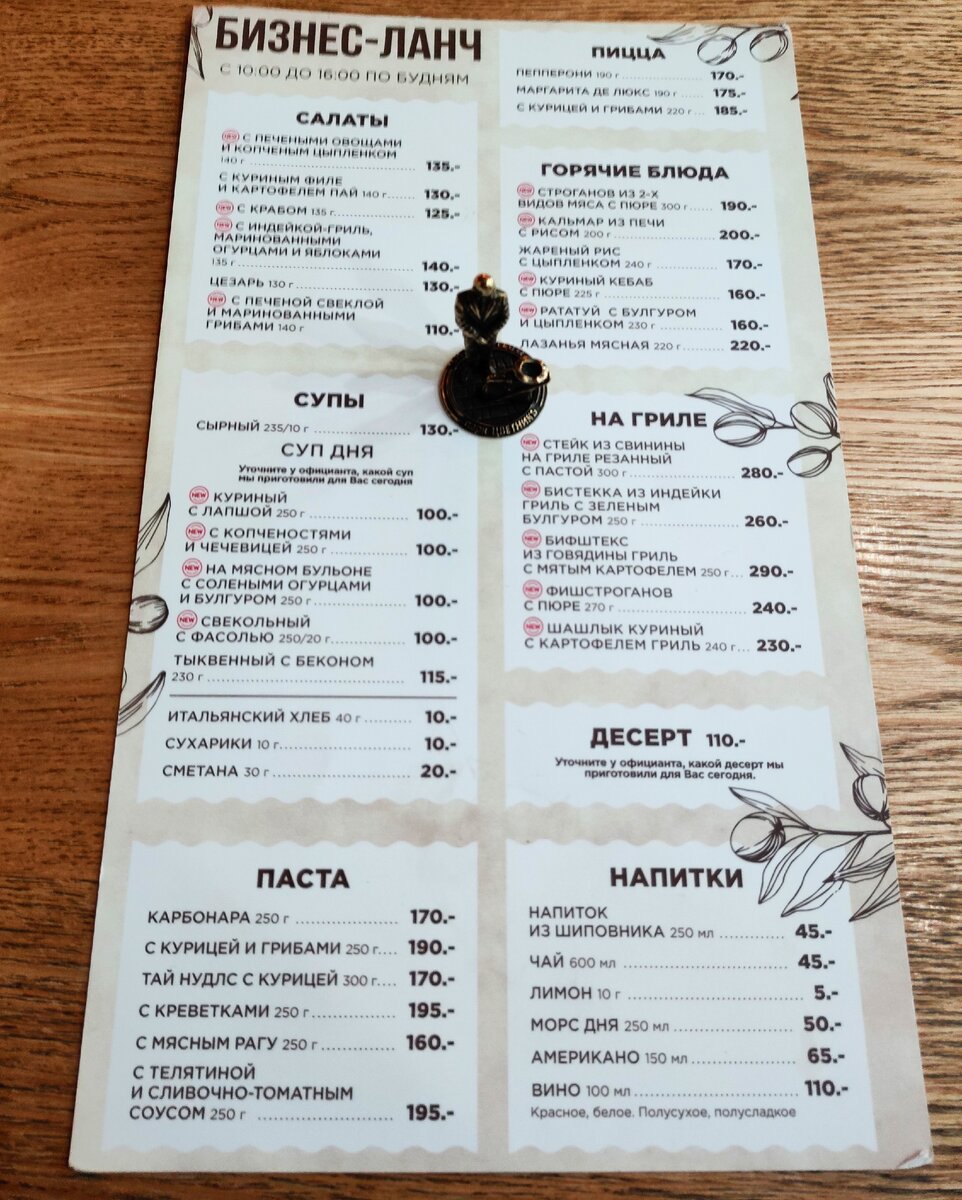 БИЗНЕС-ЛАНЧ
С 10:00 ДО 16:00 ПО БУДНЯМ
САЛАТЫ
NEW С ПЕЧЕНЫМИ ОВОЩАМИ
И КОПЧЕНЫМ ЦЫПЛЕНКОМ
140 г ........ 135.-
С КУРИНЫМ ФИЛЕ
И КАРТОФЕЛЕМ ПАЙ 140 г ........ 130.-
NEW С КРАБОМ 135 г ........ 125.-
NEW С ИНДЕЙКОЙ-ГРИЛЬ,
МАРИНОВАННЫМИ
ОГУРЦАМИ И ЯБЛОКАМИ
135 г ........ 140.-
ЦЕЗАРЬ 130 г ........ 130.-
NEW С ПЕЧЕНОЙ СВЕКЛОЙ
И МАРИНОВАННЫМИ
ГРИБАМИ 140 г ........ 110.-
СУПЫ
СЫРНЫЙ 235/10 г ........ 130.-
СУП ДНЯ
Уточните у официанта, какой суп
мы приготовили для Вас сегодня
NEW КУРИНЫЙ
С ЛАПШОЙ 250 г ........ 100.-
NEW С КОПЧЕНОСТЯМИ
И ЧЕЧЕВИЦЕЙ 250 г ........ 100.-
NEW НА МЯСНОМ БУЛЬОНЕ
С СОЛЕНЫМИ ОГУРЦАМИ
И БУЛГУРОМ 250 г ........ 100.-
NEW СВЕКОЛЬНЫЙ
С ФАСОЛЬЮ 250/20 г ........ 100.-
ТЫКВЕННЫЙ С БЕКОНОМ
230 г ........ 115.-
ИТАЛЬЯНСКИЙ ХЛЕБ 40 г ........ 10.-
СУХАРИКИ 10 г ........ 10.-
СМЕТАНА 30 г ........ 20.-
ПАСТА
КАРБОНАРА 250 г ........ 170.-
С КУРИЦЕЙ И ГРИБАМИ 250 г.... 190.-
ТАЙ НУДЛС С КУРИЦЕЙ 300 г.... 170.-
С КРЕВЕТКАМИ 250 г ........ 195.-
С МЯСНЫМ РАГУ 250 г ........ 160.-
С ТЕЛЯТИНОЙ
И СЛИВОЧНО-ТОМАТНЫМ
СОУСОМ 250 г ........ 195.-
ПИЦЦА
ПЕППЕРОНИ 190 г ........ 170.-
МАРГАРИТА ДЕ ЛЮКС 190 г ...... 175.-
С КУРИЦЕЙ И ГРИБАМИ 220 г ... 185.-
ГОРЯЧИЕ БЛЮДА
NEW СТРОГАНОВ ИЗ 2-Х
ВИДОВ МЯСА С ПЮРЕ 300 г ... 190.-
NEW КАЛЬМАР ИЗ ПЕЧИ
С РИСОМ 200 г ........ 200.-
ЖАРЕНЫЙ РИС
С ЦЫПЛЕНКОМ 240 г ........ 170.-
NEW КУРИНЫЙ КЕБАБ
С ПЮРЕ 225 г ........ 160.-
NEW РАТАТУЙ С БУЛГУРОМ
И ЦЫПЛЕНКОМ 230 г ........ 160.-
ЛАЗАНЬЯ МЯСНАЯ 220 г ........ 220.-
НА ГРИЛЕ
NEW СТЕЙК ИЗ СВИНИНЫ
НА ГРИЛЕ РЕЗАННЫЙ
С ПАСТОЙ 300 г ........ 280.-
NEW БИСТЕККА ИЗ ИНДЕЙКИ
ГРИЛЬ С ЗЕЛЕНЫМ
БУЛГУРОМ 250 г ........ 260.-
NEW БИФШТЕКС
ИЗ ГОВЯДИНЫ ГРИЛЬ
С МЯТЫМ КАРТОФЕЛЕМ 250 г... 290.-
NEW ФИШСТРОГАНОВ
С ПЮРЕ 270 г ........ 240.-
NEW ШАШЛЫК КУРИНЫЙ
С КАРТОФЕЛЕМ ГРИЛЬ 240 г... 230.-
ДЕСЕРТ 110.-
Уточните у официанта, какой десерт мы
приготовили для Вас сегодня.
НАПИТКИ
НАПИТОК
ИЗ ШИПОВНИКА 250 мл ........ 45.-
ЧАЙ 600 мл ........ 45.-
ЛИМОН 10 г ........ 5.-
МОРС ДНЯ 250 мл ........ 50.-
АМЕРИКАНО 150 мл ........ 65.-
ВИНО 100 мл ........ 110.-
Красное, белое. Полусухое, полусладкое